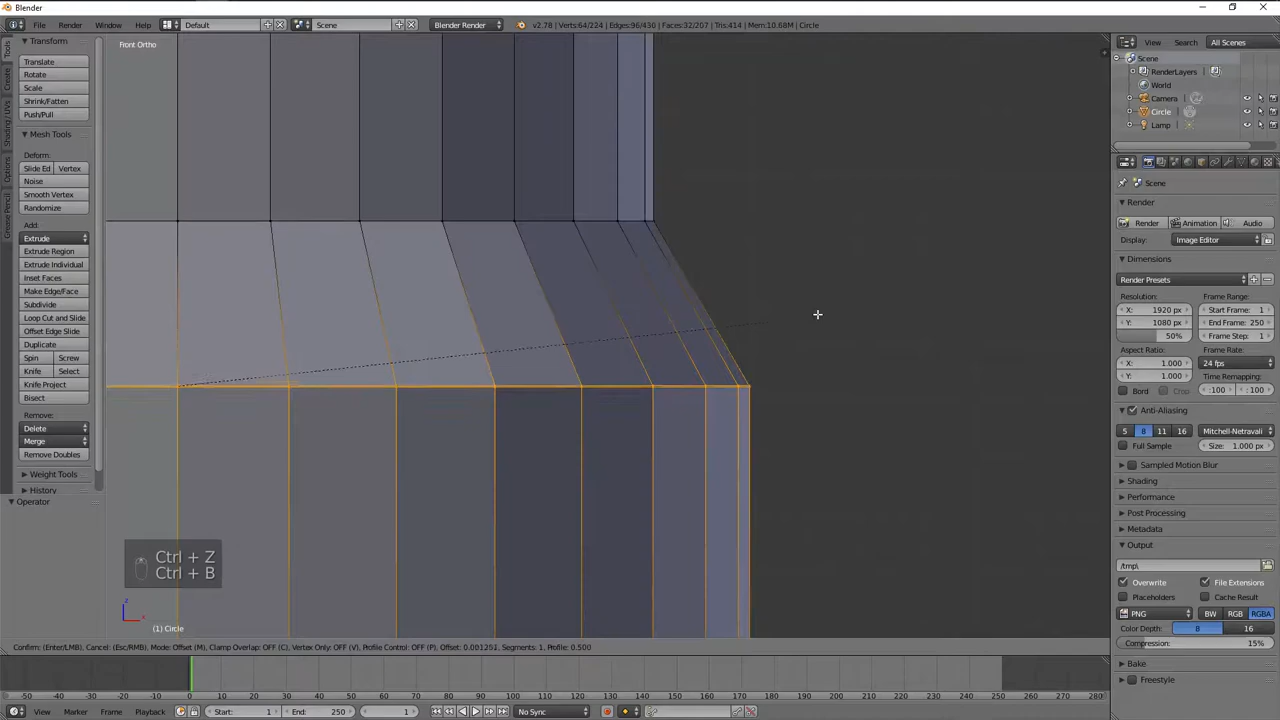 Blender
File Render Window Help Default Scene Blender Render v2.78 | Verts:64/224 | Edges:96/430 | Faces:32/207 | Tris:414 | Mem:10.68M | Circle
View Search All Scenes
Tools
Create
Shading / UVs
Options
Grease Pencil
Transform
Translate
Rotate
Scale
Shrink/Fatten
Push/Pull
Mesh Tools
Deform:
Slide Ed Vertex
Noise
Smooth Vertex
Randomize
Add:
Extrude
Extrude Region
Extrude Individual
Inset Faces
Make Edge/Face
Subdivide
Loop Cut and Slide
Offset Edge Slide
Duplicate
Spin Screw
Knife Select
Knife Project
Bisect
Remove:
Delete
Merge
Remove Doubles
Weight Tools
History
Operator
Front Ortho
Ctrl + Z
Ctrl + B
z
x
(1) Circle
Confirm: (Enter/LMB), Cancel: (Esc/RMB), Mode: Offset (M), Clamp Overlap: OFF (C), Vertex Only: OFF (V), Profile Control: OFF (P), Offset: 0.001251, Segments: 1, Profile: 0.500
-50 -40 -30 -20 -10 0 10 20 30 40 50 60 70 80 90 100 110 120 130 140 150 160 170 180 190 200 210 220 230 240 250 260 270 280
View Marker Frame Playback Start: 1 End: 250 1 No Sync
Scene
RenderLayers
World
Camera
Circle
Lamp
Scene
Render
Render Animation Audio
Display: Image Editor
Dimensions
Render Presets
Resolution: Frame Range:
X: 1920 px Start Frame: 1
Y: 1080 px End Frame: 250
50% Frame Step: 1
Aspect Ratio: Frame Rate:
X: 1.000 24 fps
Y: 1.000 Time Remapping:
Bord Crop :100 : 100
Anti-Aliasing
5 8 11 16 Mitchell-Netravali
Full Sample Size: 1.000 px
Sampled Motion Blur
Shading
Performance
Post Processing
Metadata
Output
/tmp\
Overwrite File Extensions
Placeholders Cache Result
PNG BW RGB RGBA
Color Depth: 8 16
Compression: 15%
Bake
Freestyle